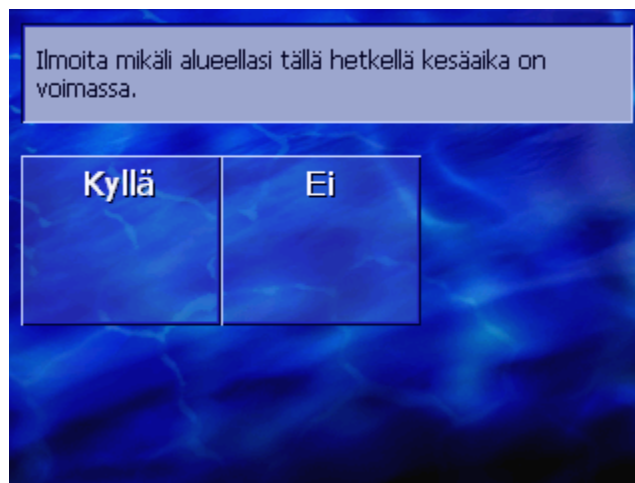 Ilmoita mikäli alueellasi tällä hetkellä kesäaika on
voimassa.
Kyllä
Ei